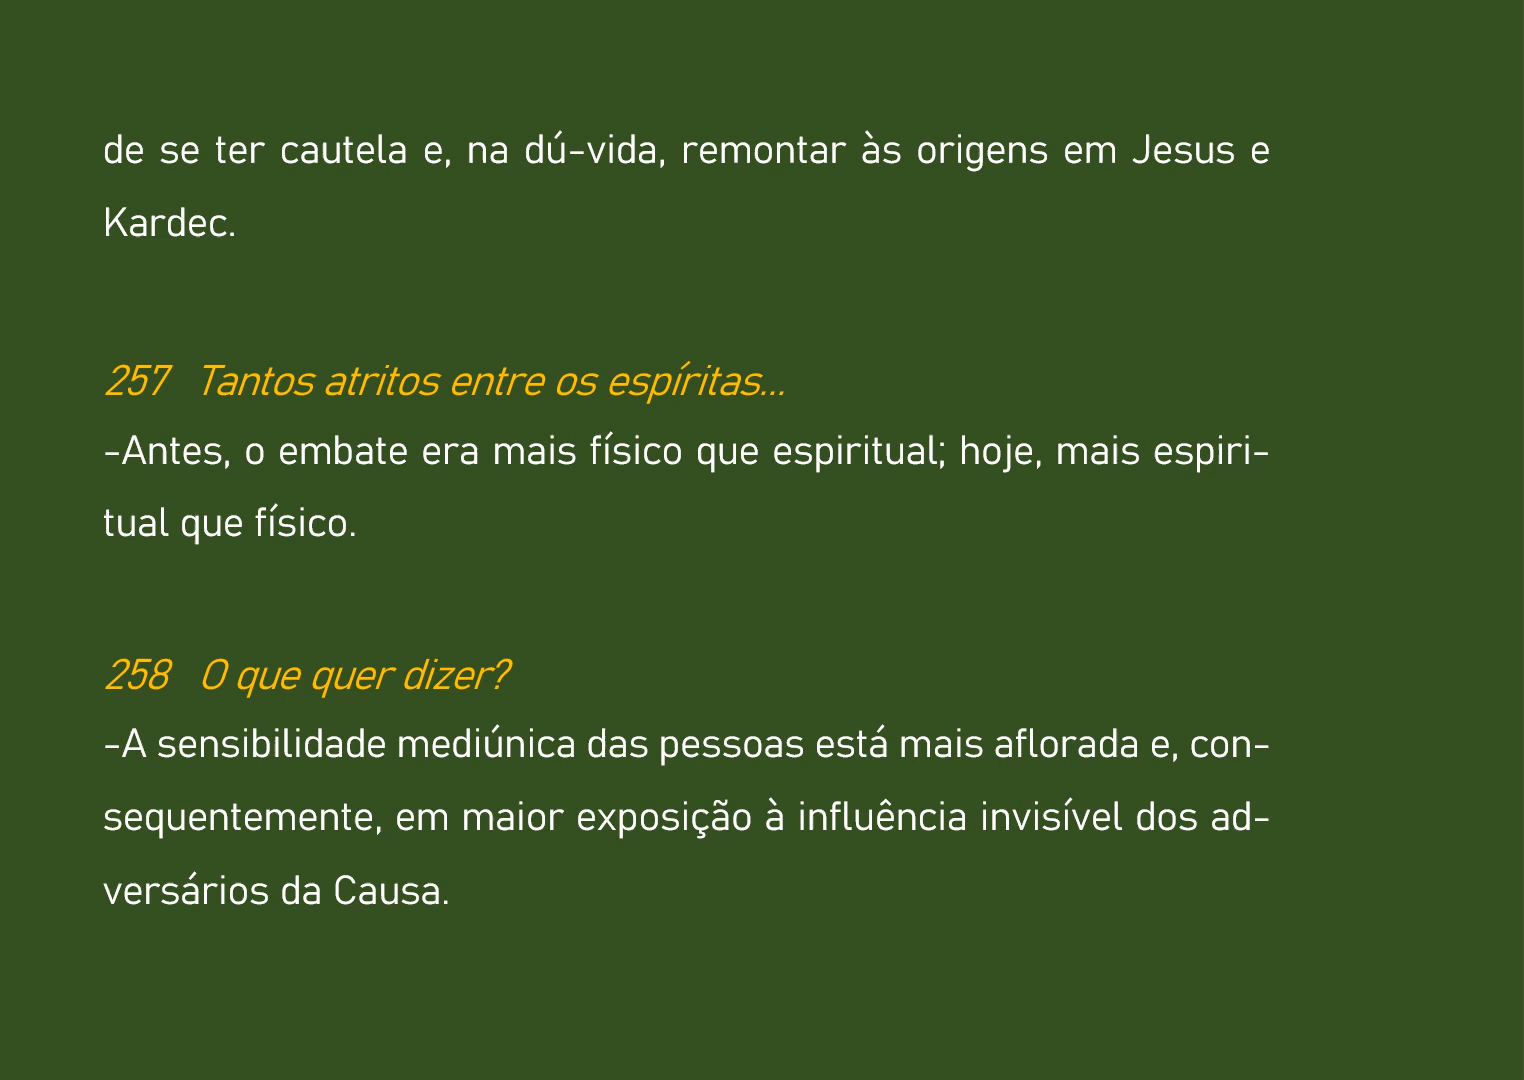 de se ter cautela e, na dú-vida, remontar às origens em Jesus e
Kardec.
257 Tantos atritos entre os espíritas...
-Antes, o embate era mais físico que espiritual; hoje, mais espiri-
tual que físico.
258 O que quer dizer?
-A sensibilidade mediúnica das pessoas está mais aflorada e, con-
sequentemente, em maior exposição à influência invisível dos ad-
versários da Causa.